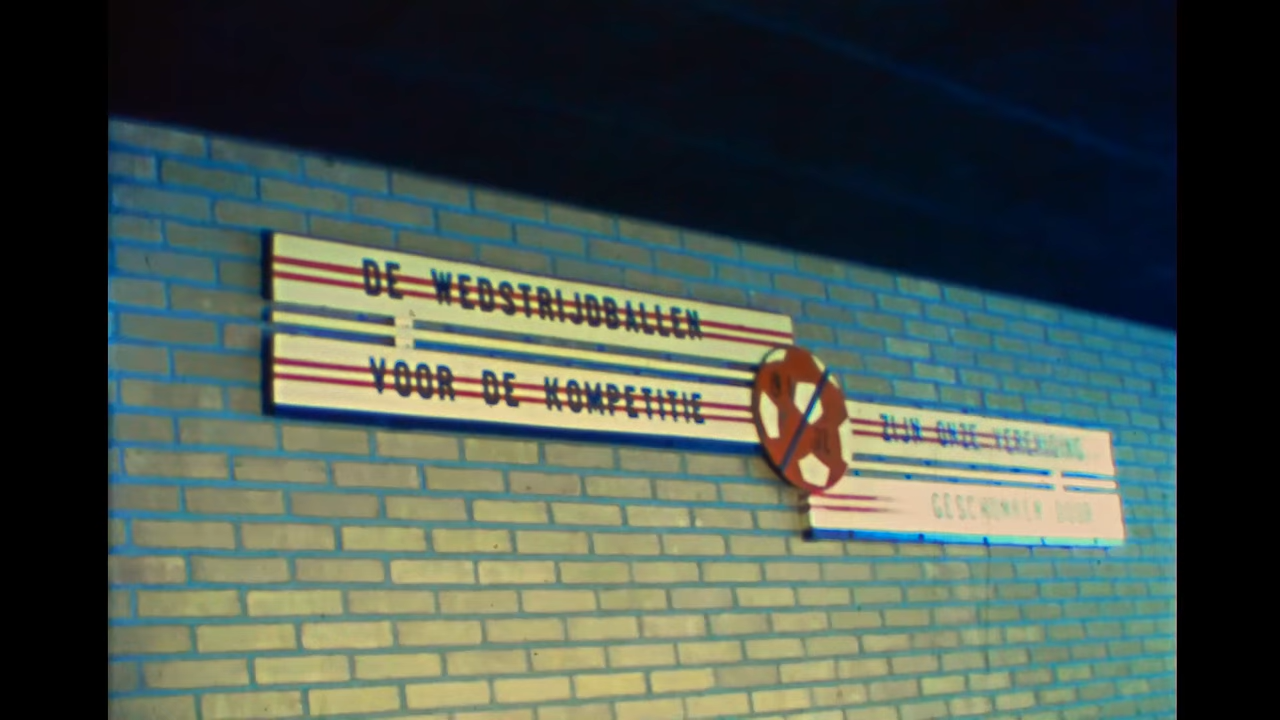 DE WEDSTRIJDBALLEN
VOOR DE KOMPETITIE
ZIJN ONZE VERENIGING
GESCHONKEN DOOR